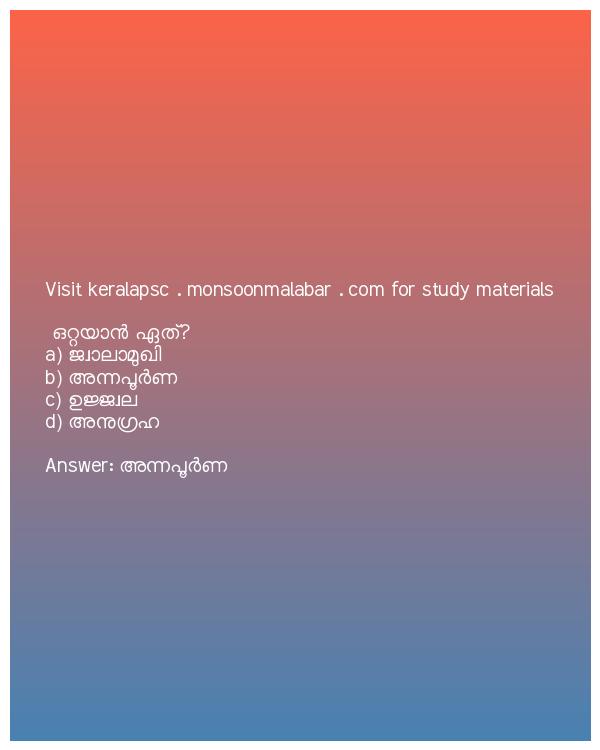 Visit keralapsc . monsoonmalabar . com for study materials
ഒറ്റയാൻ ഏത്?
a) ജ്വാലാമുഖി
b) അന്നപൂർണ
c) ഉജ്ജ്വല
d) അനുഗ്രഹ
Answer: അന്നപൂർണ